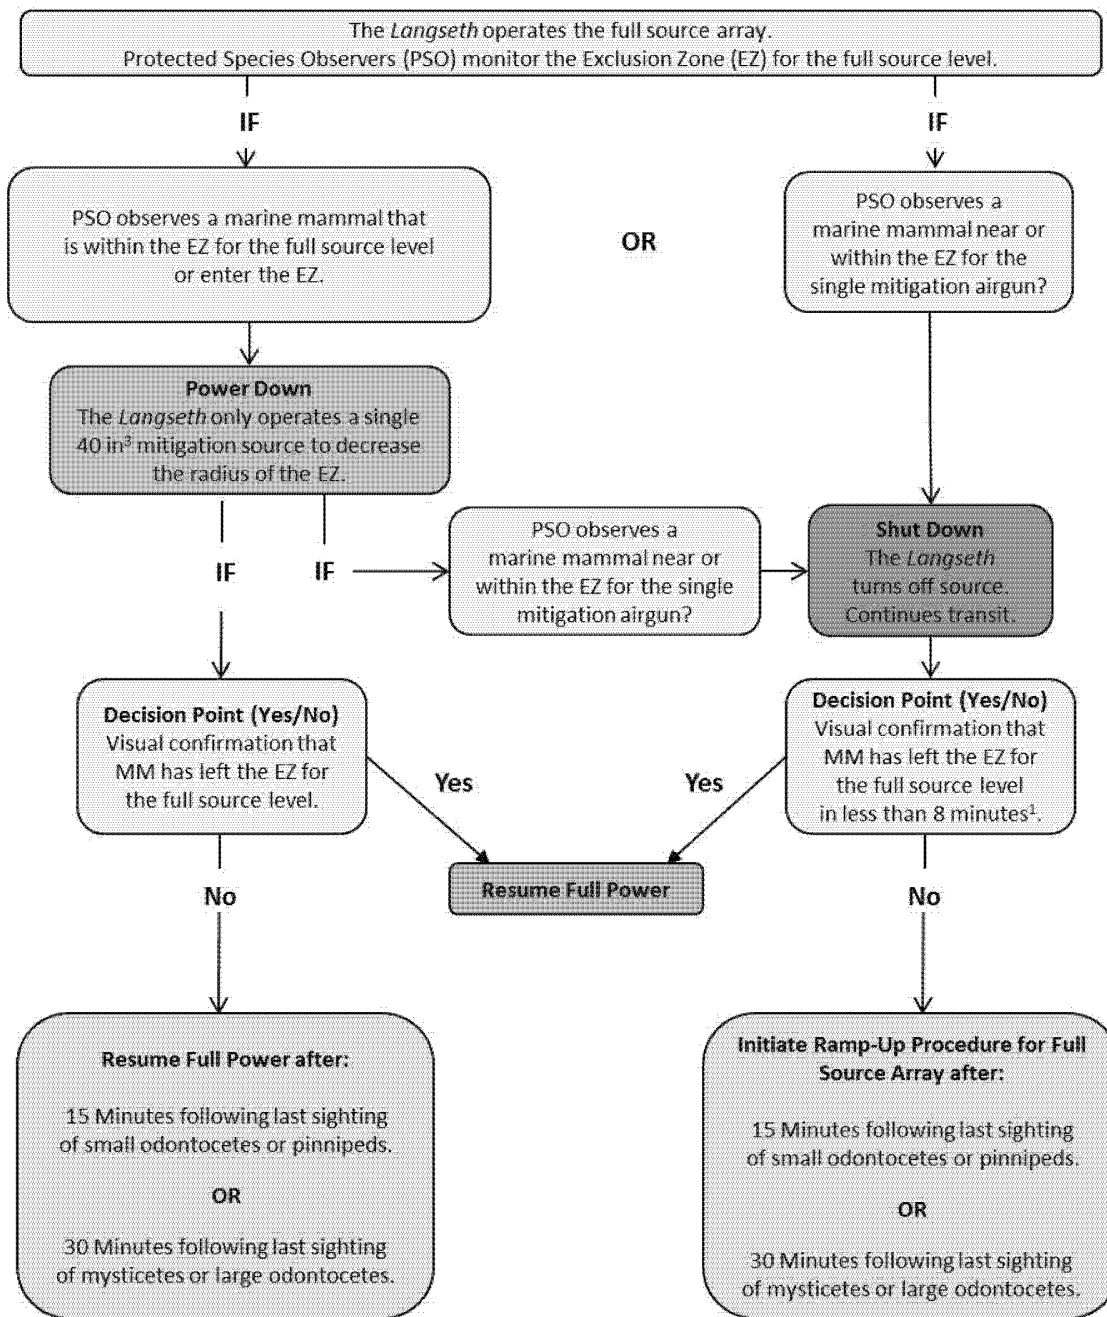 The Langseth operates the full source array.
Protected Species Observers (PSO) monitor the Exclusion Zone (EZ) for the full source level.
IF
IF
PSO observes a marine mammal that
is within the EZ for the full source level
or enter the EZ.
OR
PSO observes a
marine mammal near or
within the EZ for the
single mitigation airgun?
Power Down
The Langseth only operates a single
40 in³ mitigation source to decrease
the radius of the EZ.
IF
IF
PSO observes a
marine mammal near or
within the EZ for the single
mitigation airgun?
Shut Down
The Langseth
turns off source.
Continues transit.
Decision Point (Yes/No)
Visual confirmation that
MM has left the EZ for
the full source level.
Yes
Yes
Decision Point (Yes/No)
Visual confirmation that
MM has left the EZ for
the full source level
in less than 8 minutes¹.
Resume Full Power
No
No
Resume Full Power after:
15 Minutes following last sighting
of small odontocetes or pinnipeds.
OR
30 Minutes following last sighting
of mysticetes or large odontocetes.
Initiate Ramp-Up Procedure for Full
Source Array after:
15 Minutes following last sighting
of small odontocetes or pinnipeds.
OR
30 Minutes following last sighting
of mysticetes or large odontocetes.